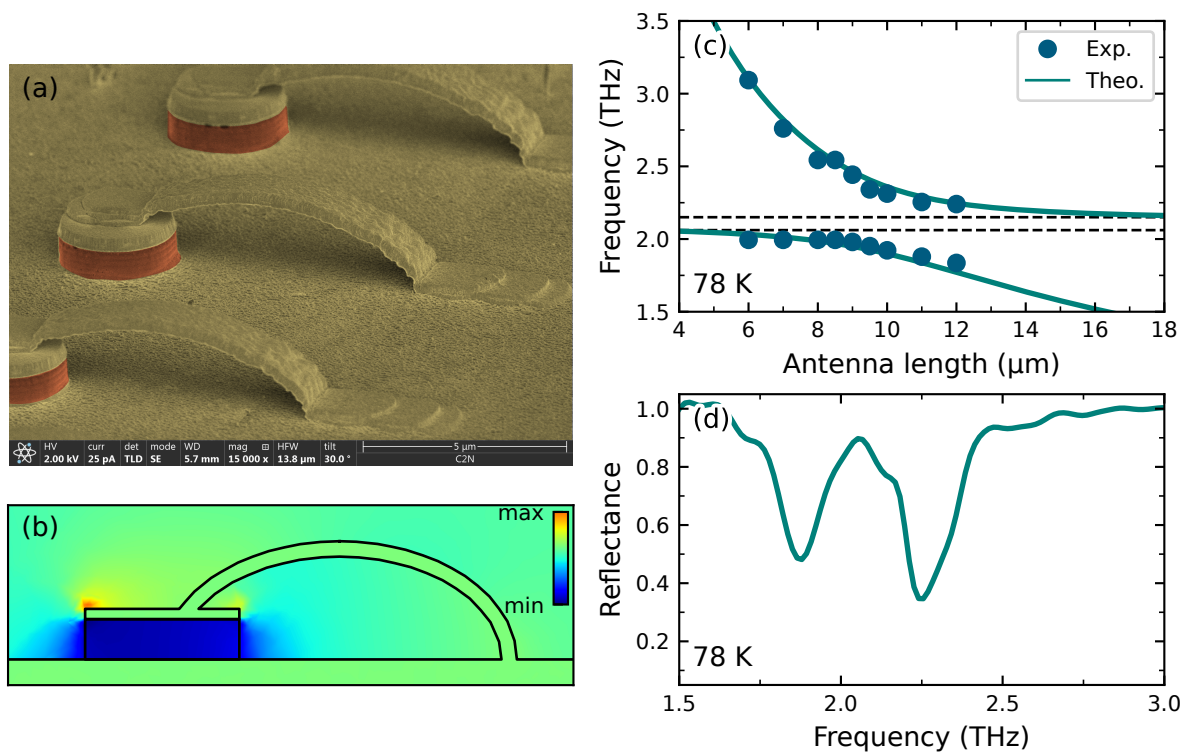 (a)
HV curr det mode WD mag ⊞ HFW tilt
2.00 kV 25 pA TLD SE 5.7 mm 15 000 x 13.8 µm 30.0 °
5 µm
C2N
(b)
max
min
(c)
Exp.
Theo.
3.5
3.0
2.5
2.0
1.5
Frequency (THz)
78 K
4 6 8 10 12 14 16 18
Antenna length (µm)
(d)
1.0
0.8
0.6
0.4
0.2
Reflectance
78 K
1.5 2.0 2.5 3.0
Frequency (THz)